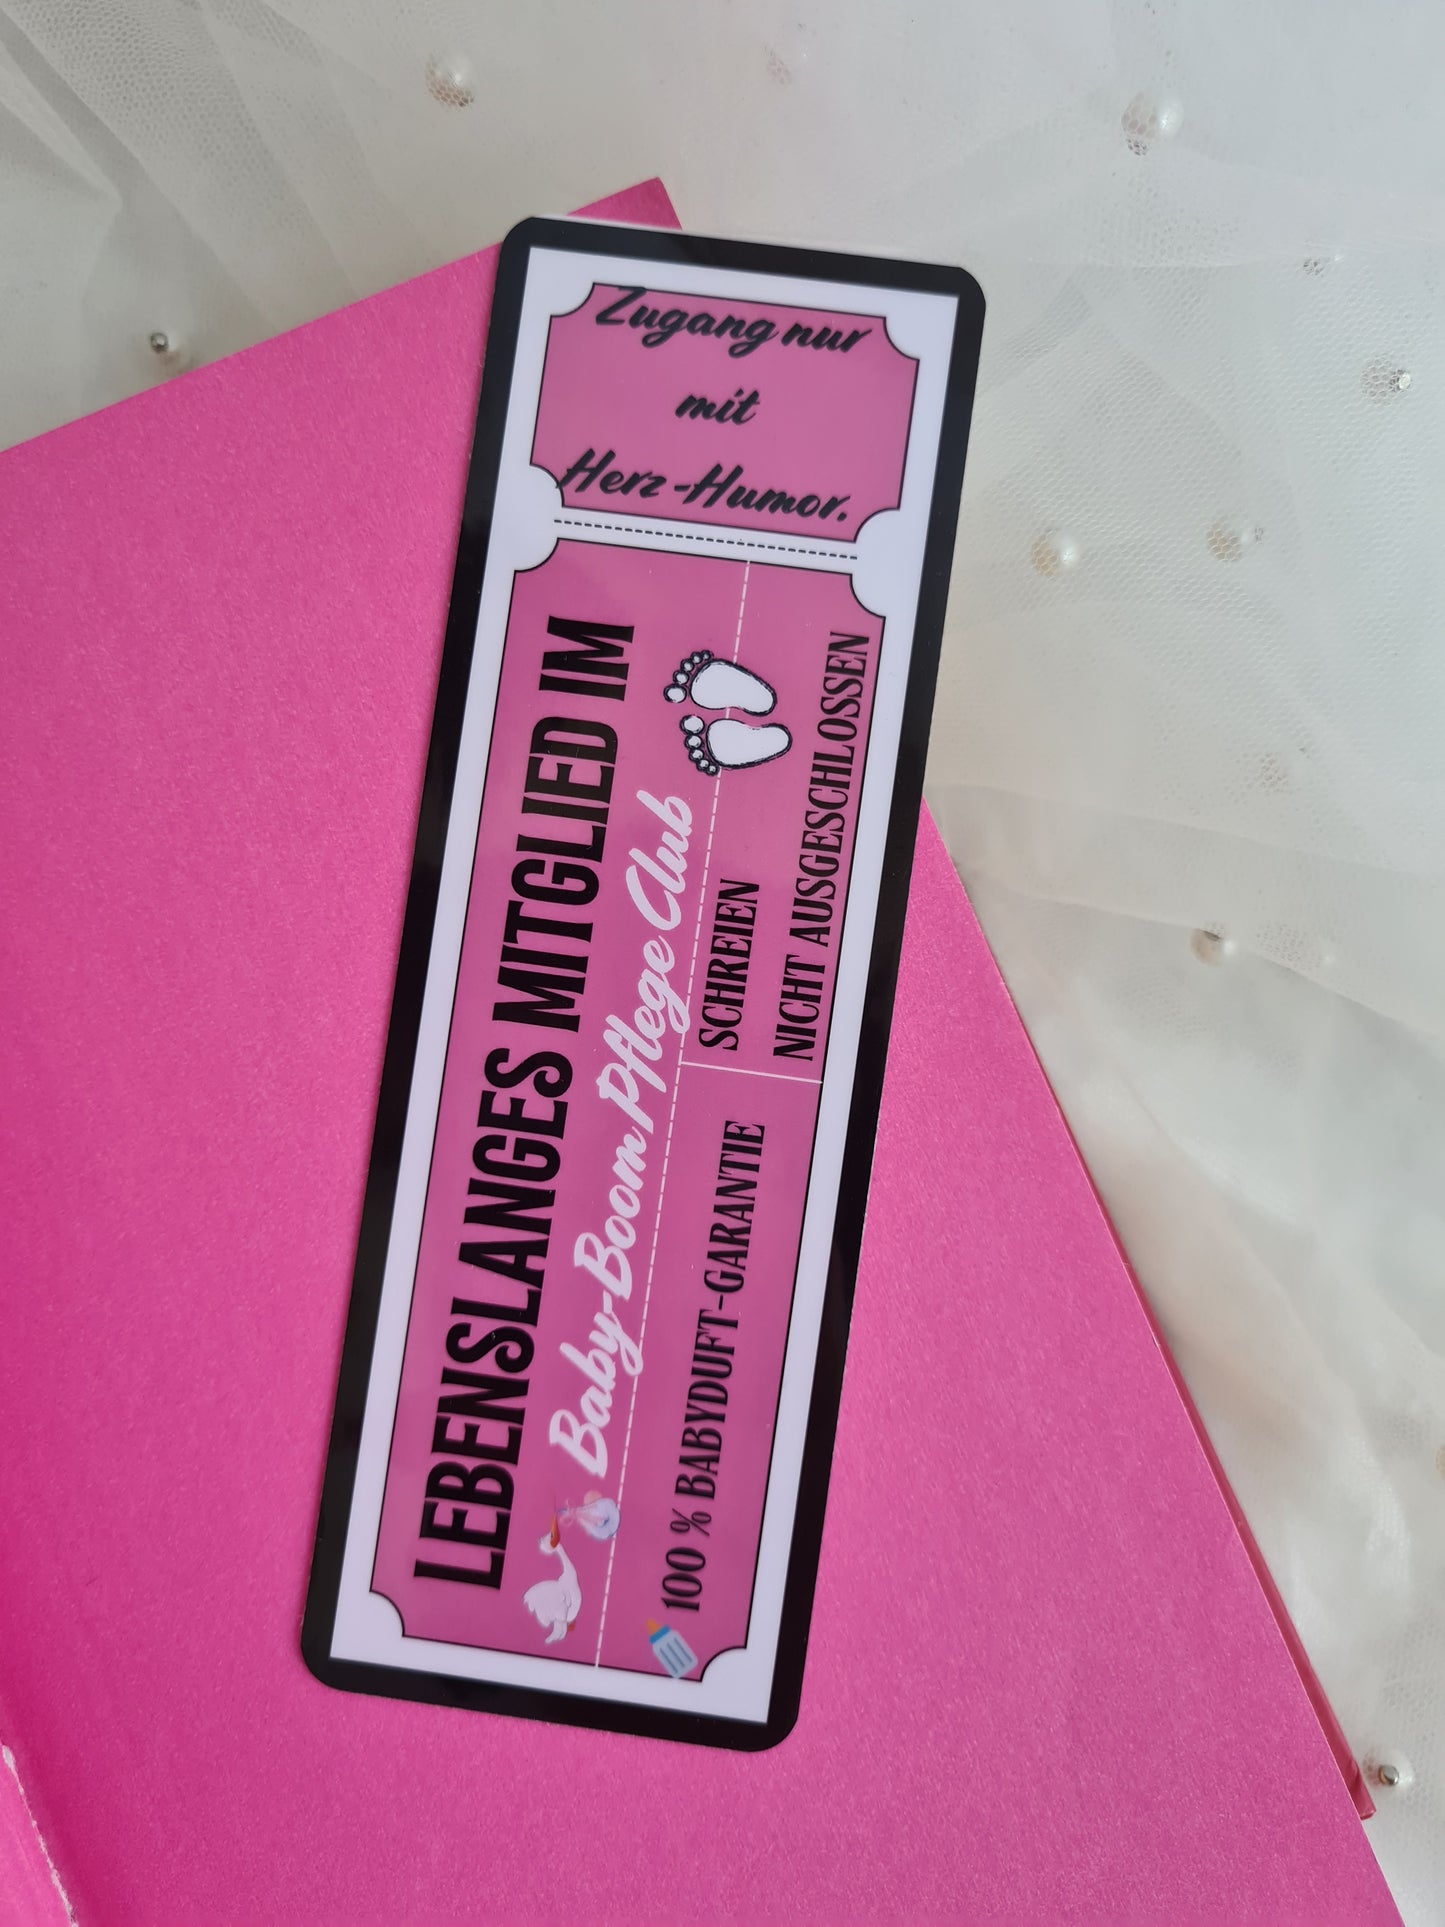 Zugang nur
mit
Herz-Humor.
LEBENSLANGES MITGLIED IM
Baby-Boom Pflege Club
100 % BABYDUFT-GARANTIE
SCHREIEN
NICHT AUSGESCHLOSSEN